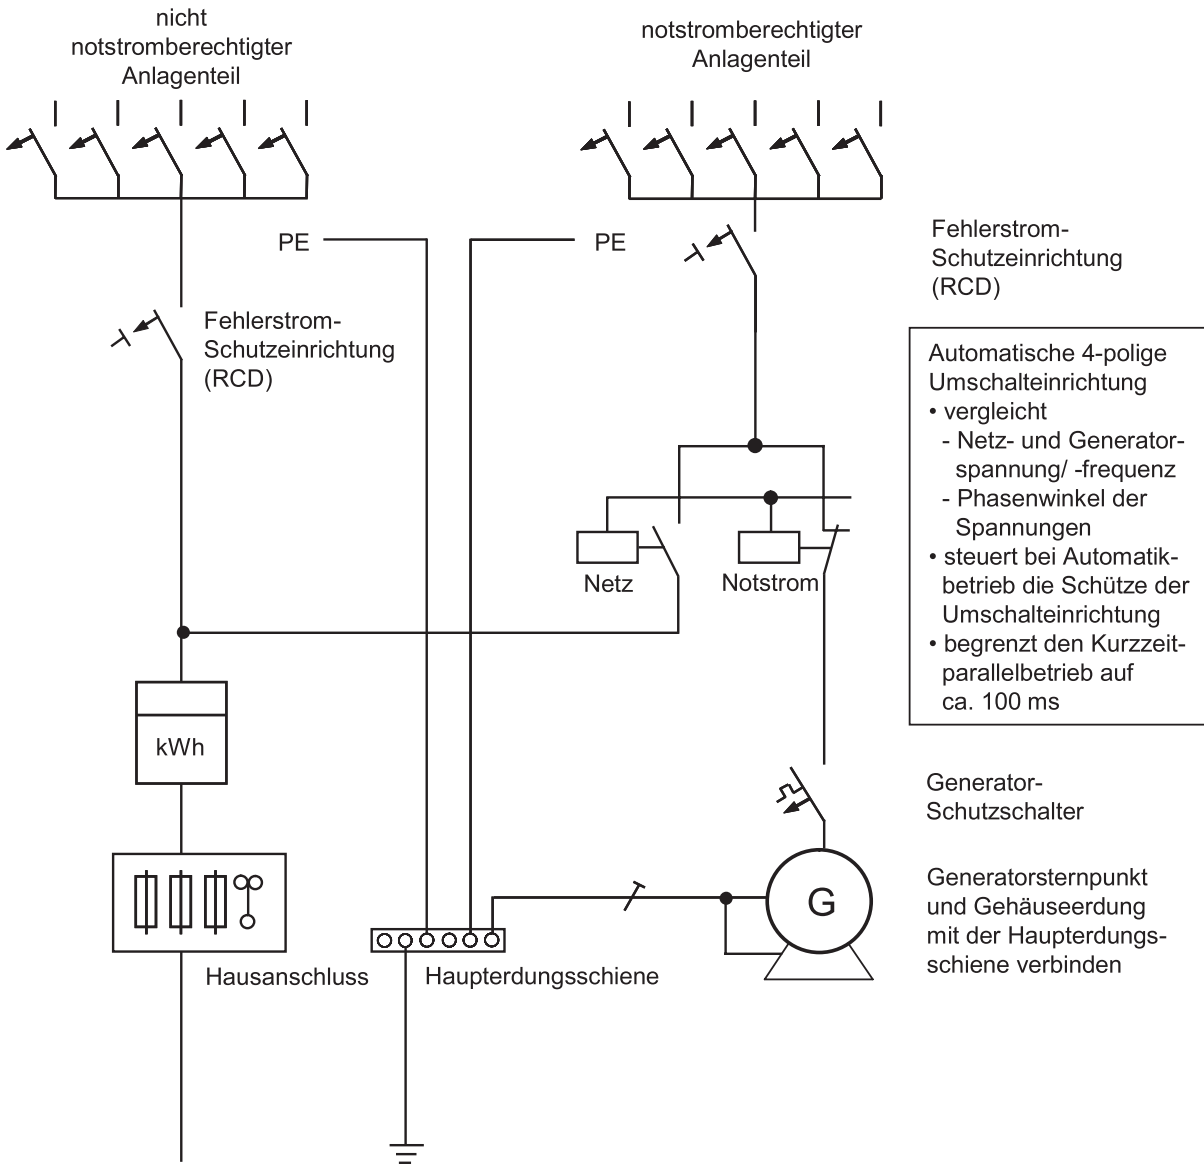 nicht
notstromberechtigter
Anlagenteil
notstromberechtigter
Anlagenteil
PE
PE
Fehlerstrom-
Schutzeinrichtung
(RCD)
Fehlerstrom-
Schutzeinrichtung
(RCD)
Automatische 4-polige
Umschalteinrichtung
• vergleicht
- Netz- und Generator-
spannung/ -frequenz
- Phasenwinkel der
Spannungen
• steuert bei Automatik-
betrieb die Schütze der
Umschalteinrichtung
• begrenzt den Kurzzeit-
parallelbetrieb auf
ca. 100 ms
Netz
Notstrom
kWh
Generator-
Schutzschalter
G
Generatorsternpunkt
und Gehäuseerdung
mit der Haupterdungs-
schiene verbinden
Hausanschluss
Haupterdungsschiene